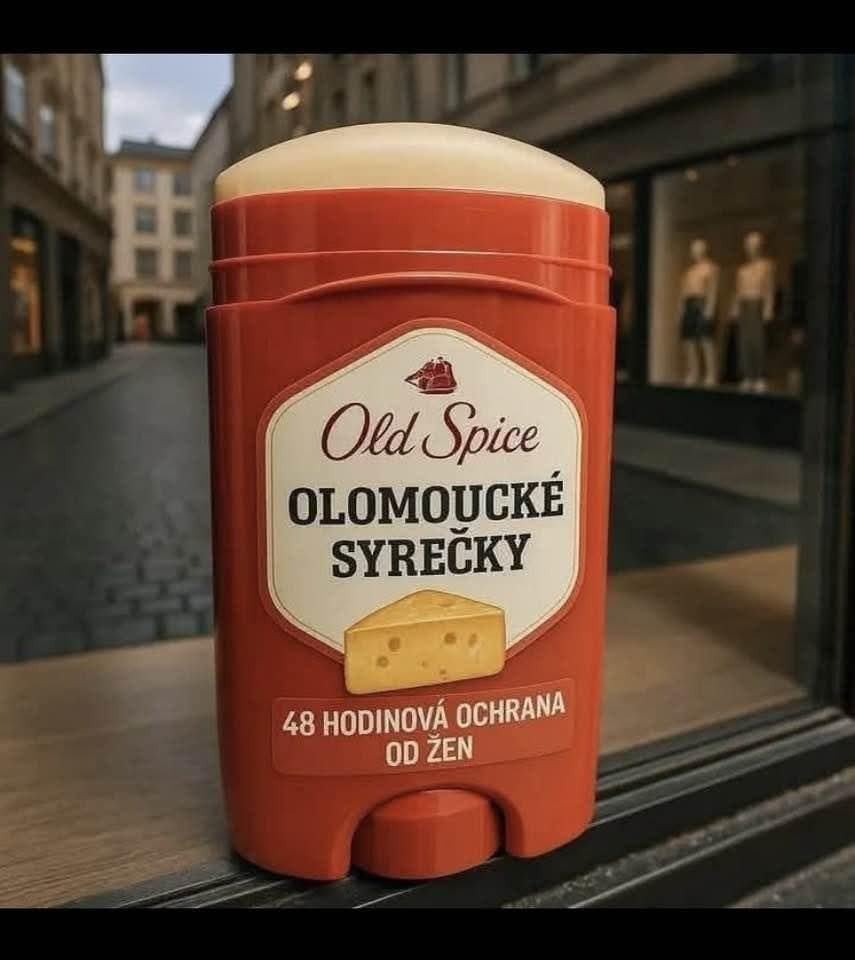 Old Spice
OLOMOUCKÉ
SYREČKY
48 HODINOVÁ OCHRANA
OD ŽEN